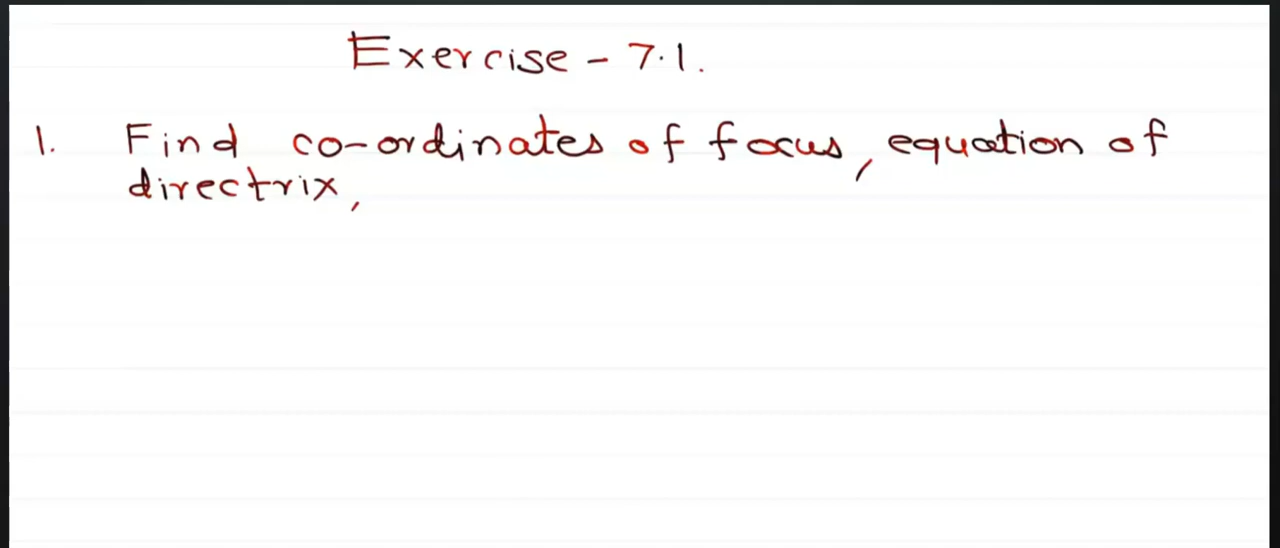 Exercise - 7.1.
1. Find co-ordinates of focus, equation of
directrix,